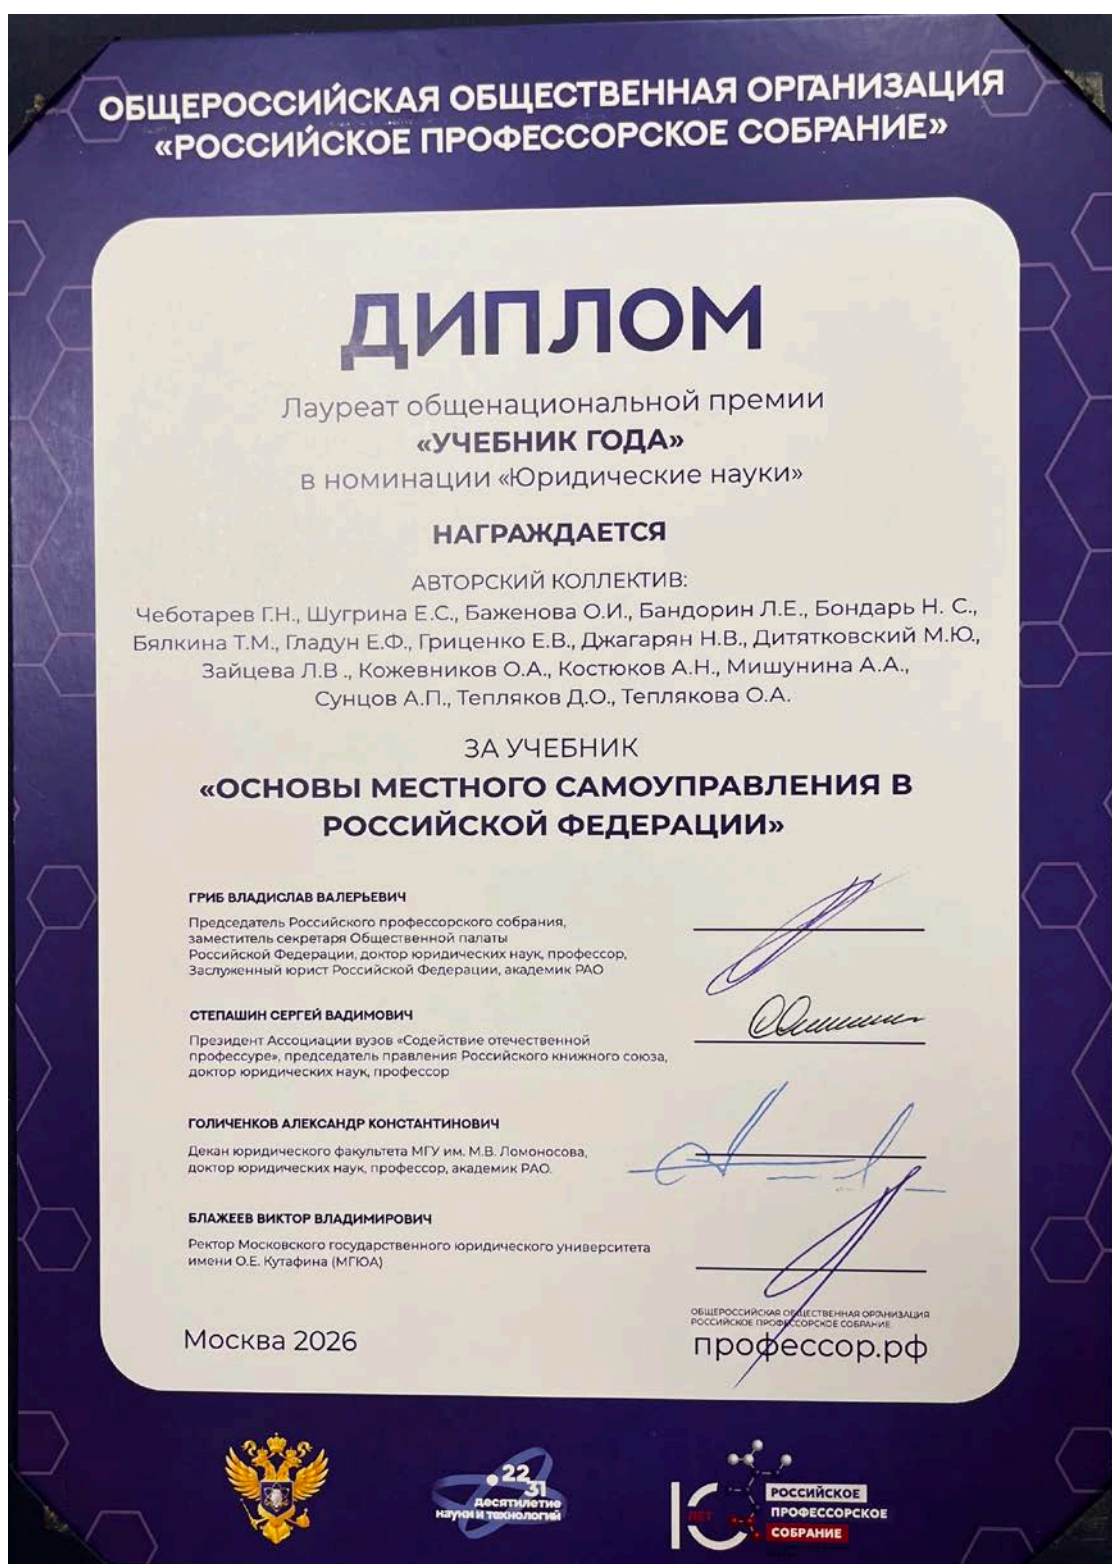 ОБЩЕРОССИЙСКАЯ ОБЩЕСТВЕННАЯ ОРГАНИЗАЦИЯ
«РОССИЙСКОЕ ПРОФЕССОРСКОЕ СОБРАНИЕ»
ДИПЛОМ
Лауреат общенациональной премии
«УЧЕБНИК ГОДА»
в номинации «Юридические науки»
НАГРАЖДАЕТСЯ
АВТОРСКИЙ КОЛЛЕКТИВ:
Чеботарев Г.Н., Шугрина Е.С., Баженова О.И., Бандорин Л.Е., Бондарь Н. С.,
Бялкина Т.М., Гладун Е.Ф., Гриценко Е.В., Джагарян Н.В., Дитятковский М.Ю.,
Зайцева Л.В ., Кожевников О.А., Костюков А.Н., Мишунина А.А.,
Сунцов А.П., Тепляков Д.О., Теплякова О.А.
ЗА УЧЕБНИК
«ОСНОВЫ МЕСТНОГО САМОУПРАВЛЕНИЯ В
РОССИЙСКОЙ ФЕДЕРАЦИИ»
ГРИБ ВЛАДИСЛАВ ВАЛЕРЬЕВИЧ
Председатель Российского профессорского собрания,
заместитель секретаря Общественной палаты
Российской Федерации, доктор юридических наук, профессор,
Заслуженный юрист Российской Федерации, академик РАО
СТЕПАШИН СЕРГЕЙ ВАДИМОВИЧ
Президент Ассоциации вузов «Содействие отечественной
профессуре», председатель правления Российского книжного союза,
доктор юридических наук, профессор
ГОЛИЧЕНКОВ АЛЕКСАНДР КОНСТАНТИНОВИЧ
Декан юридического факультета МГУ им. М.В. Ломоносова,
доктор юридических наук, профессор, академик РАО.
БЛАЖЕЕВ ВИКТОР ВЛАДИМИРОВИЧ
Ректор Московского государственного юридического университета
имени О.Е. Кутафина (МГЮА)
Москва 2026
ОБЩЕРОССИЙСКАЯ ОБЩЕСТВЕННАЯ ОРГАНИЗАЦИЯ
РОССИЙСКОЕ ПРОФЕССОРСКОЕ СОБРАНИЕ
профессор.рф
22
31
десятилетие
науки и технологий
10
ЛЕТ
РОССИЙСКОЕ
ПРОФЕССОРСКОЕ
СОБРАНИЕ